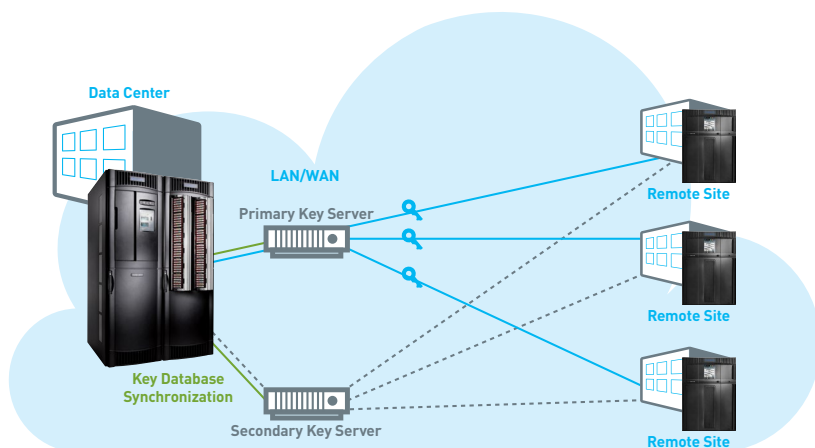 Data Center
LAN/WAN
Primary Key Server
Remote Site
Remote Site
Key Database
Synchronization
Secondary Key Server
Remote Site